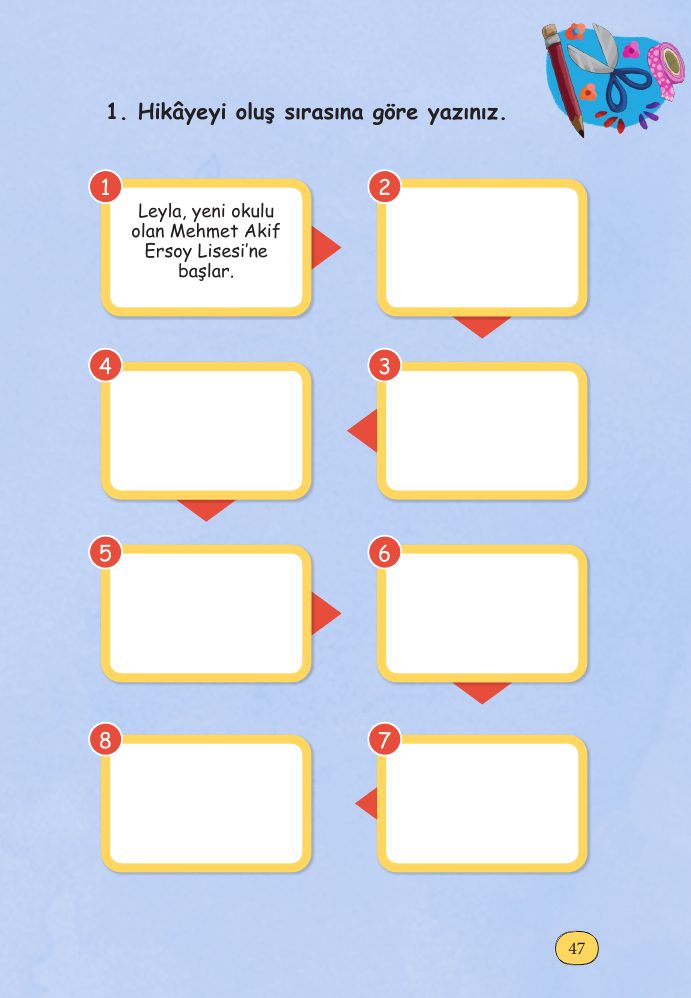 1. Hikâyeyi oluş sırasına göre yazınız.
1
Leyla, yeni okulu
olan Mehmet Akif
Ersoy Lisesi’ne
başlar.
2
4
3
5
6
8
7
47